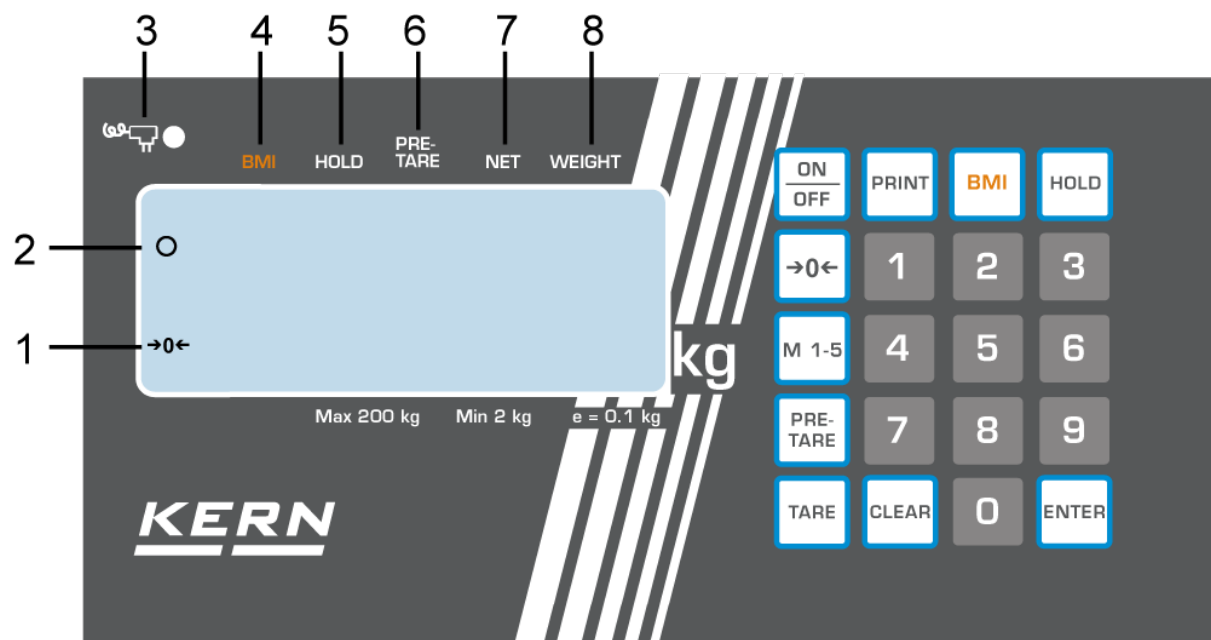 3 4 5 6 7 8
BMI HOLD PRE-TARE NET WEIGHT
2
1 →0←
kg
Max 200 kg Min 2 kg e = 0.1 kg
KERN
ON
OFF
PRINT BMI HOLD
→0← 1 2 3
M 1-5 4 5 6
PRE-
TARE
7 8 9
TARE CLEAR 0 ENTER